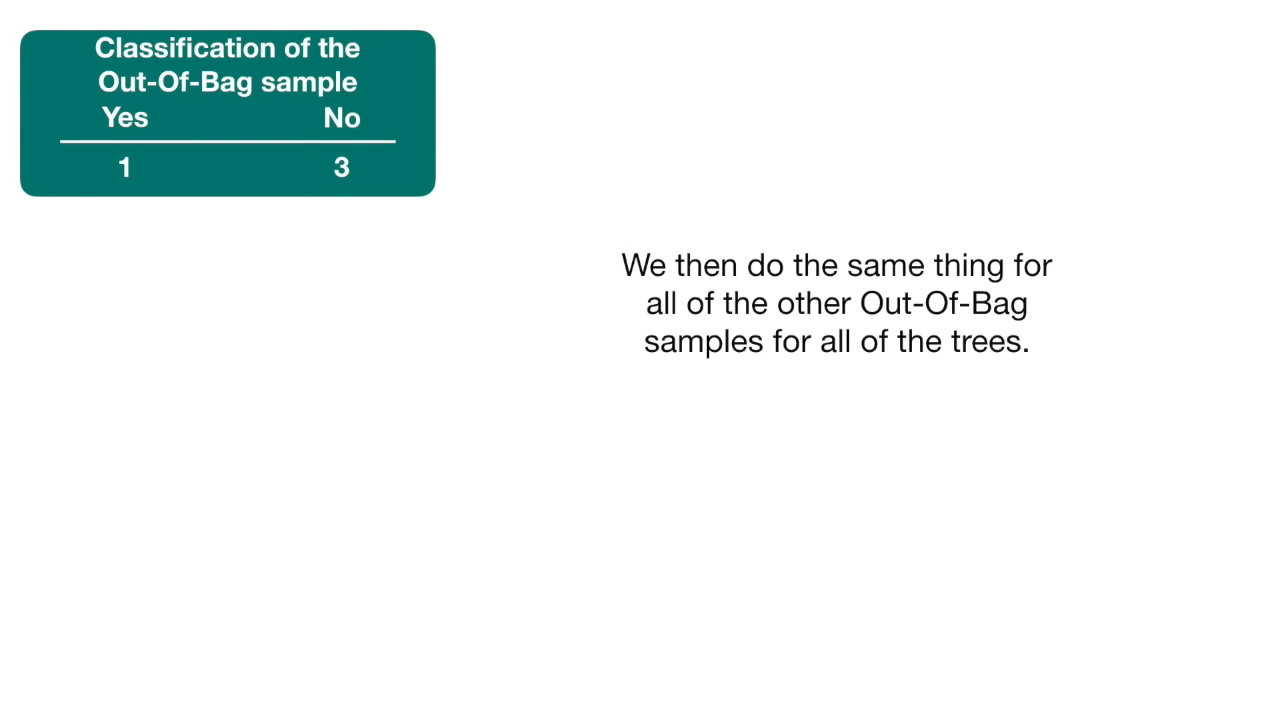 Classification of the
Out-Of-Bag sample
Yes No
1 3
We then do the same thing for
all of the other Out-Of-Bag
samples for all of the trees.